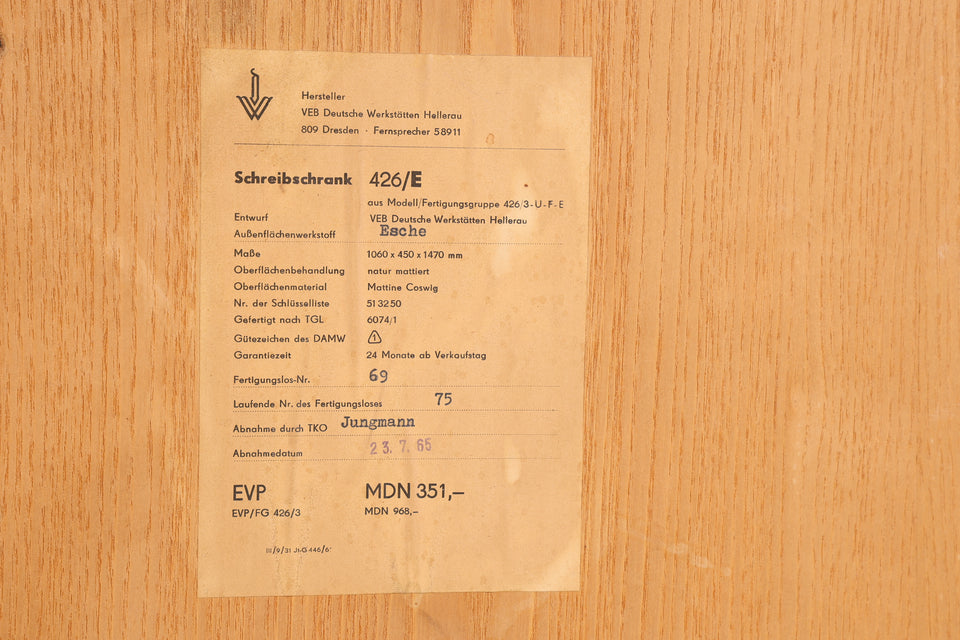 Hersteller
VEB Deutsche Werkstätten Hellerau
809 Dresden · Fernsprecher 58911
Schreibschrank 426/E
aus Modell/Fertigungsgruppe 426/3-U-F-E
Entwurf VEB Deutsche Werkstätten Hellerau
Außenflächenwerkstoff Esche
Maße 1060 x 450 x 1470 mm
Oberflächenbehandlung natur mattiert
Oberflächenmaterial Mattine Coswig
Nr. der Schlüsselliste 513250
Gefertigt nach TGL 6074/1
Gütezeichen des DAMW 1
Garantiezeit 24 Monate ab Verkaufstag
Fertigungslos-Nr. 69
Laufende Nr. des Fertigungsloses 75
Abnahme durch TKO Jungmann
Abnahmedatum 23. 7. 65
EVP MDN 351,–
EVP/FG 426/3 MDN 968,–
III/9/31